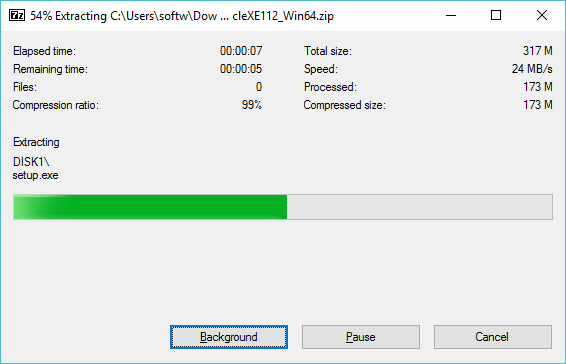 7z 54% Extracting C:\Users\softw\Dow ... cleXE112_Win64.zip
Elapsed time: 00:00:07 Total size: 317 M
Remaining time: 00:00:05 Speed: 24 MB/s
Files: 0 Processed: 173 M
Compression ratio: 99% Compressed size: 173 M
Extracting
DISK1\
setup.exe
Background Pause Cancel